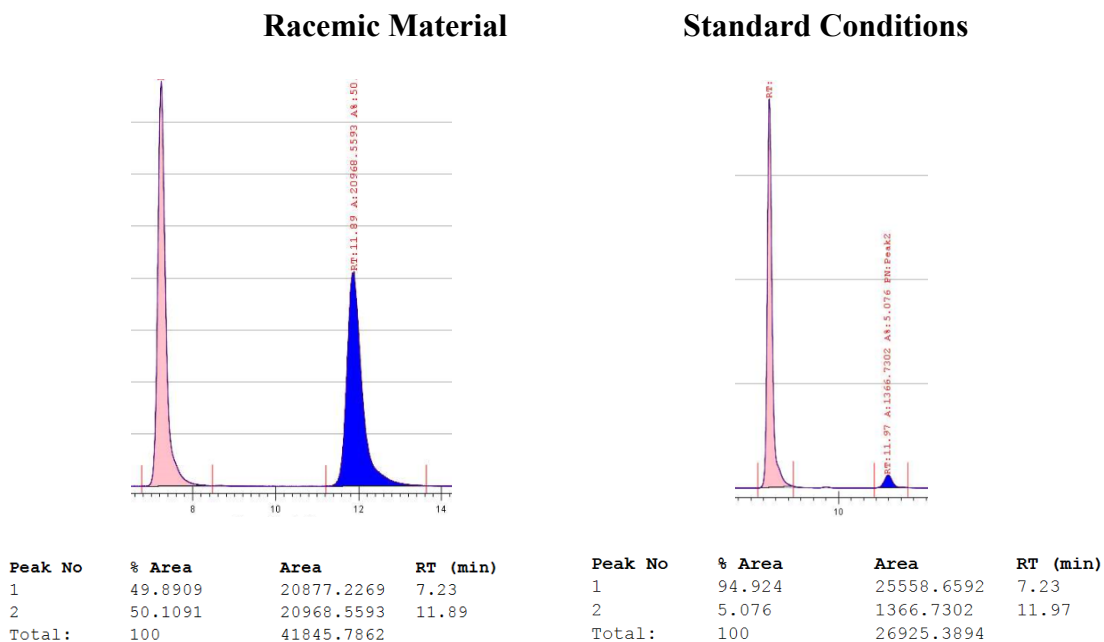 Racemic Material
Standard Conditions
RT:11.89 A:20968.5593 A%:50.
8 10 12 14
RT:
RT:11.97 A:1366.7302 A%:5.076 PN:Peak2
10
Peak No % Area Area RT (min)
1 49.8909 20877.2269 7.23
2 50.1091 20968.5593 11.89
Total: 100 41845.7862
Peak No % Area Area RT (min)
1 94.924 25558.6592 7.23
2 5.076 1366.7302 11.97
Total: 100 26925.3894